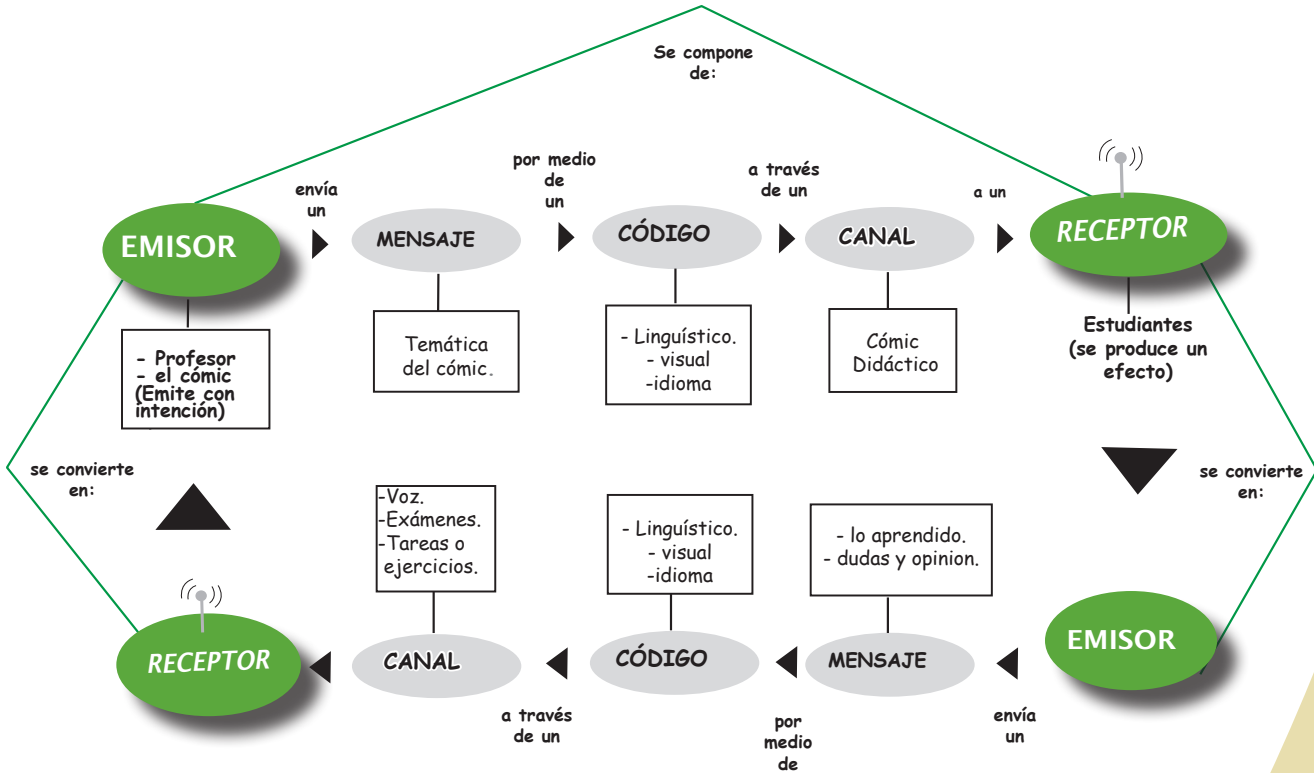 Se compone
de:
envía
un
por medio
de
un
a través
de un
a un
EMISOR
MENSAJE
CÓDIGO
CANAL
RECEPTOR
- Profesor
- el cómic
(Emite con
intención)
Temática
del cómic.
- Linguístico.
- visual
-idioma
Cómic
Didáctico
Estudiantes
(se produce un
efecto)
se convierte
en:
se convierte
en:
-Voz.
-Exámenes.
-Tareas o
ejercicios.
- Linguístico.
- visual
-idioma
- lo aprendido.
- dudas y opinion.
RECEPTOR
CANAL
CÓDIGO
MENSAJE
EMISOR
a través
de un
por
medio
de
envía
un